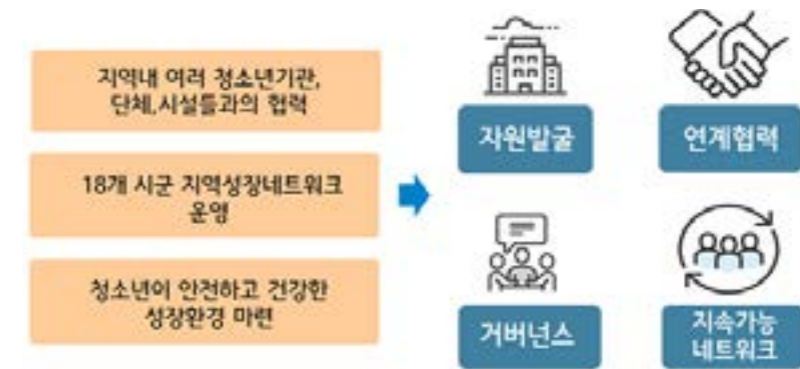 지역내 여러 청소년기관,
단체,시설들과의 협력
18개 시군 지역성장네트워크
운영
청소년이 안전하고 건강한
성장환경 마련
자원발굴
연계협력
거버넌스
지속가능
네트워크